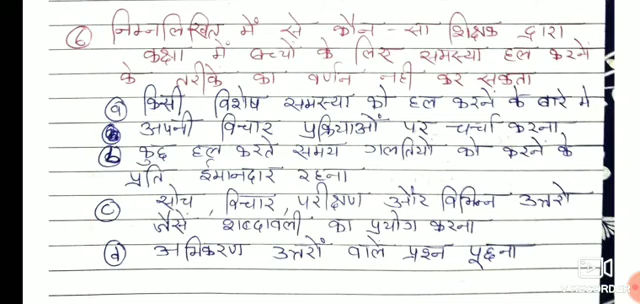 ⑥ निम्नलिखित में से कौन-सा शिक्षक द्वारा
कक्षा में बच्चों के लिए समस्या हल करने
के तरीके का वर्णन नहीं कर सकता
ⓐ किसी विशेष समस्या को हल करने के बारे मे
अपनी विचार प्रक्रियाओं पर चर्चा करना
ⓑ कुछ हल करते समय गलतियों को करने के
प्रति ईमानदार रहना
ⓒ सोच, विचार, परीक्षण और विभिन्न उत्तरो
जैसे शब्दावली का प्रयोग करना
ⓓ अभिकरण उत्तरों वाले प्रश्न पूछना